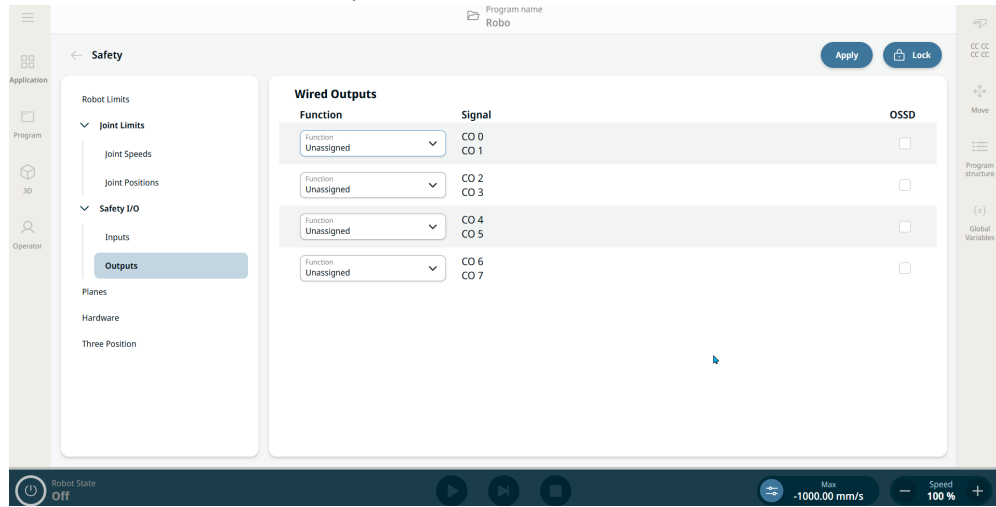 Program name
Robo
Safety
Apply
Lock
CC CC
CC CC
Application
Program
3D
Operator
Robot Limits
Joint Limits
Joint Speeds
Joint Positions
Safety I/O
Inputs
Outputs
Planes
Hardware
Three Position
Wired Outputs
Function
Signal
OSSD
Function
Unassigned
CO 0
CO 1
Function
Unassigned
CO 2
CO 3
Function
Unassigned
CO 4
CO 5
Function
Unassigned
CO 6
CO 7
Move
Program
structure
{x}
Global
Variables
Robot State
Off
Max
-1000.00 mm/s
Speed
100 %